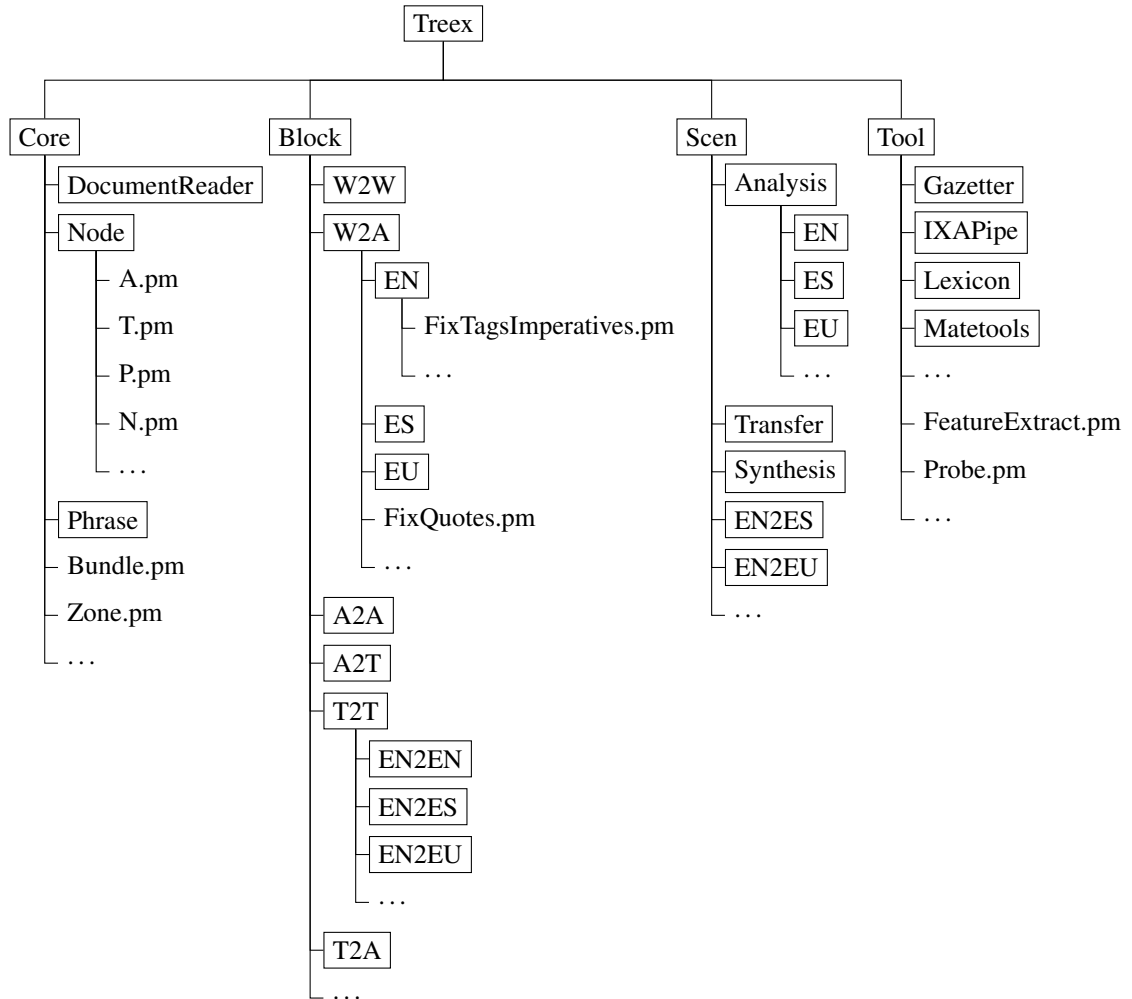 Treex
Core
DocumentReader
Node
A.pm
T.pm
P.pm
N.pm
...
Phrase
Bundle.pm
Zone.pm
...
Block
W2W
W2A
EN
FixTagsImperatives.pm
...
ES
EU
FixQuotes.pm
...
A2A
A2T
T2T
EN2EN
EN2ES
EN2EU
...
T2A
...
Scen
Analysis
EN
ES
EU
...
Transfer
Synthesis
EN2ES
EN2EU
...
Tool
Gazetter
IXAPipe
Lexicon
Matetools
...
FeatureExtract.pm
Probe.pm
...